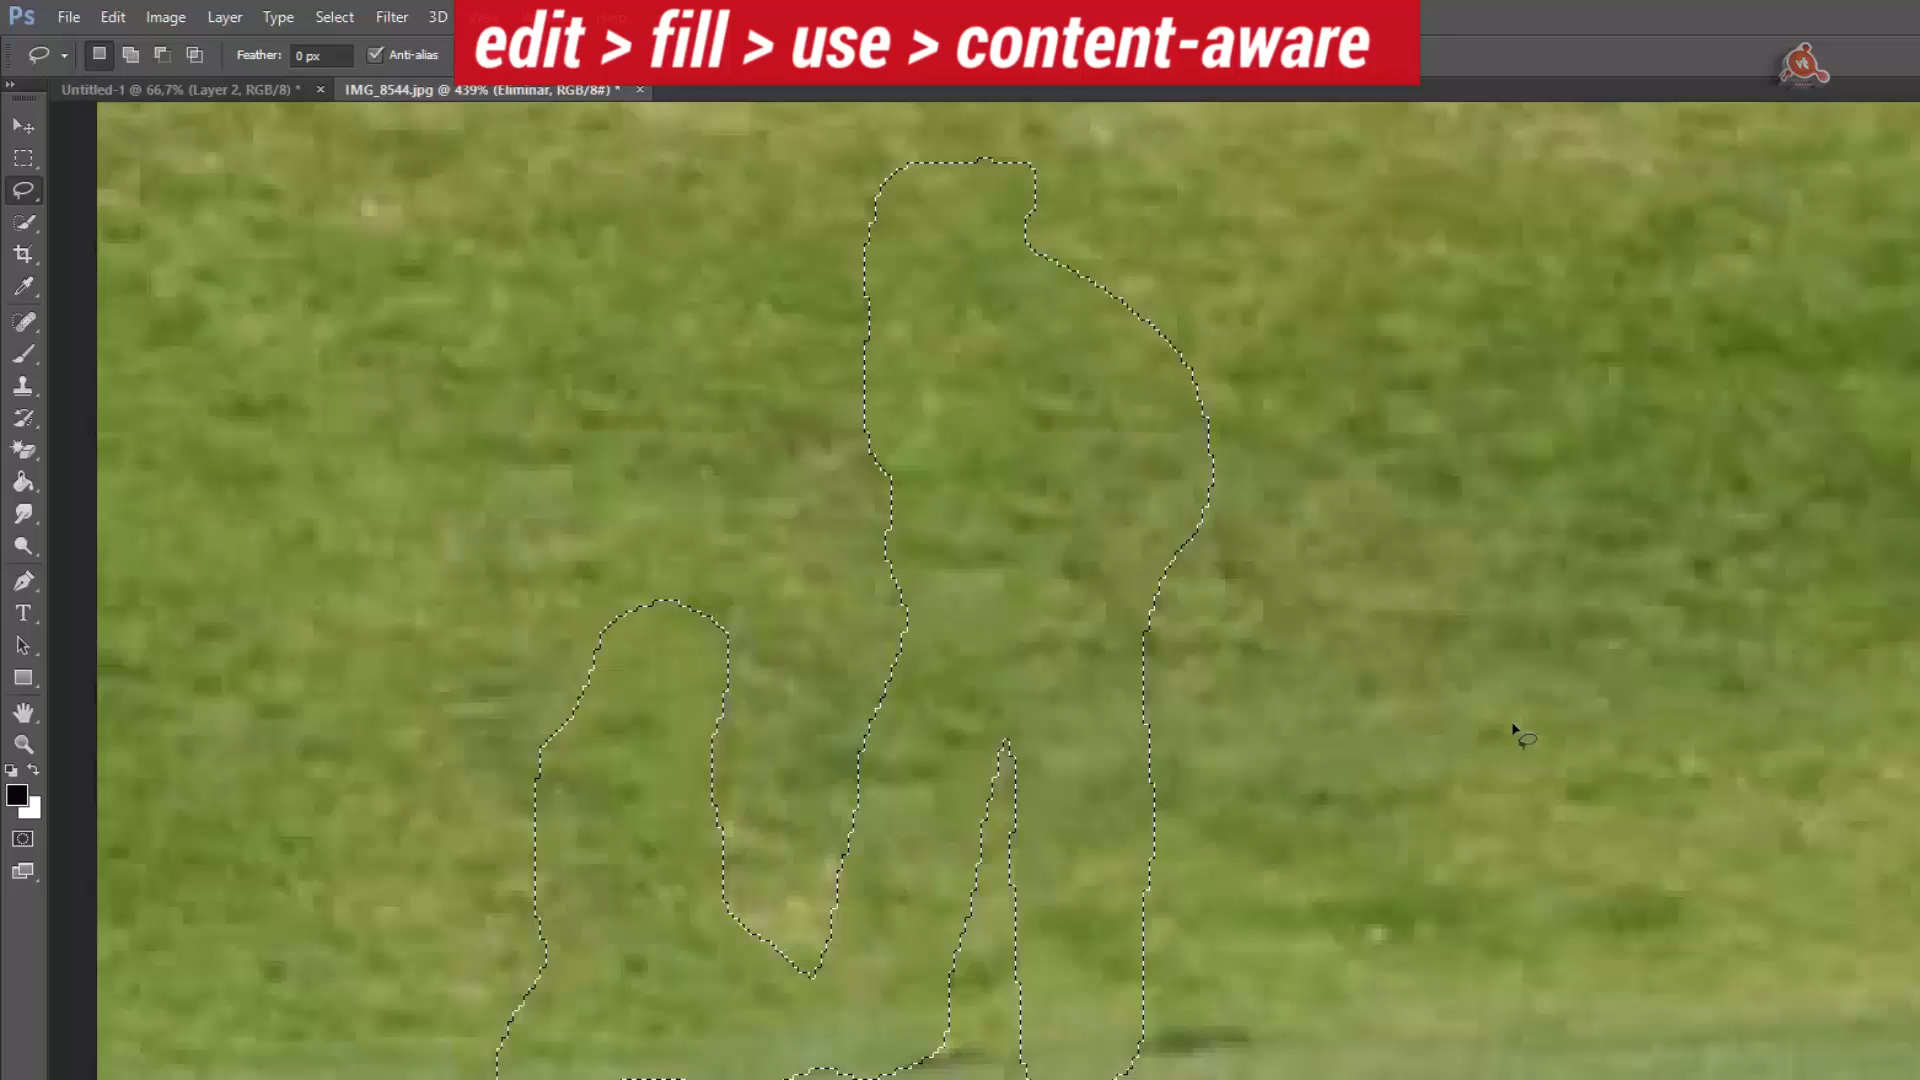 Ps File Edit Image Layer Type Select Filter 3D
edit > fill > use > content-aware
Feather: 0 px Anti-alias
Untitled-1 @ 66,7% (Layer 2, RGB/8) * × IMG_8544.jpg @ 439% (Eliminar, RGB/8#) * ×
T